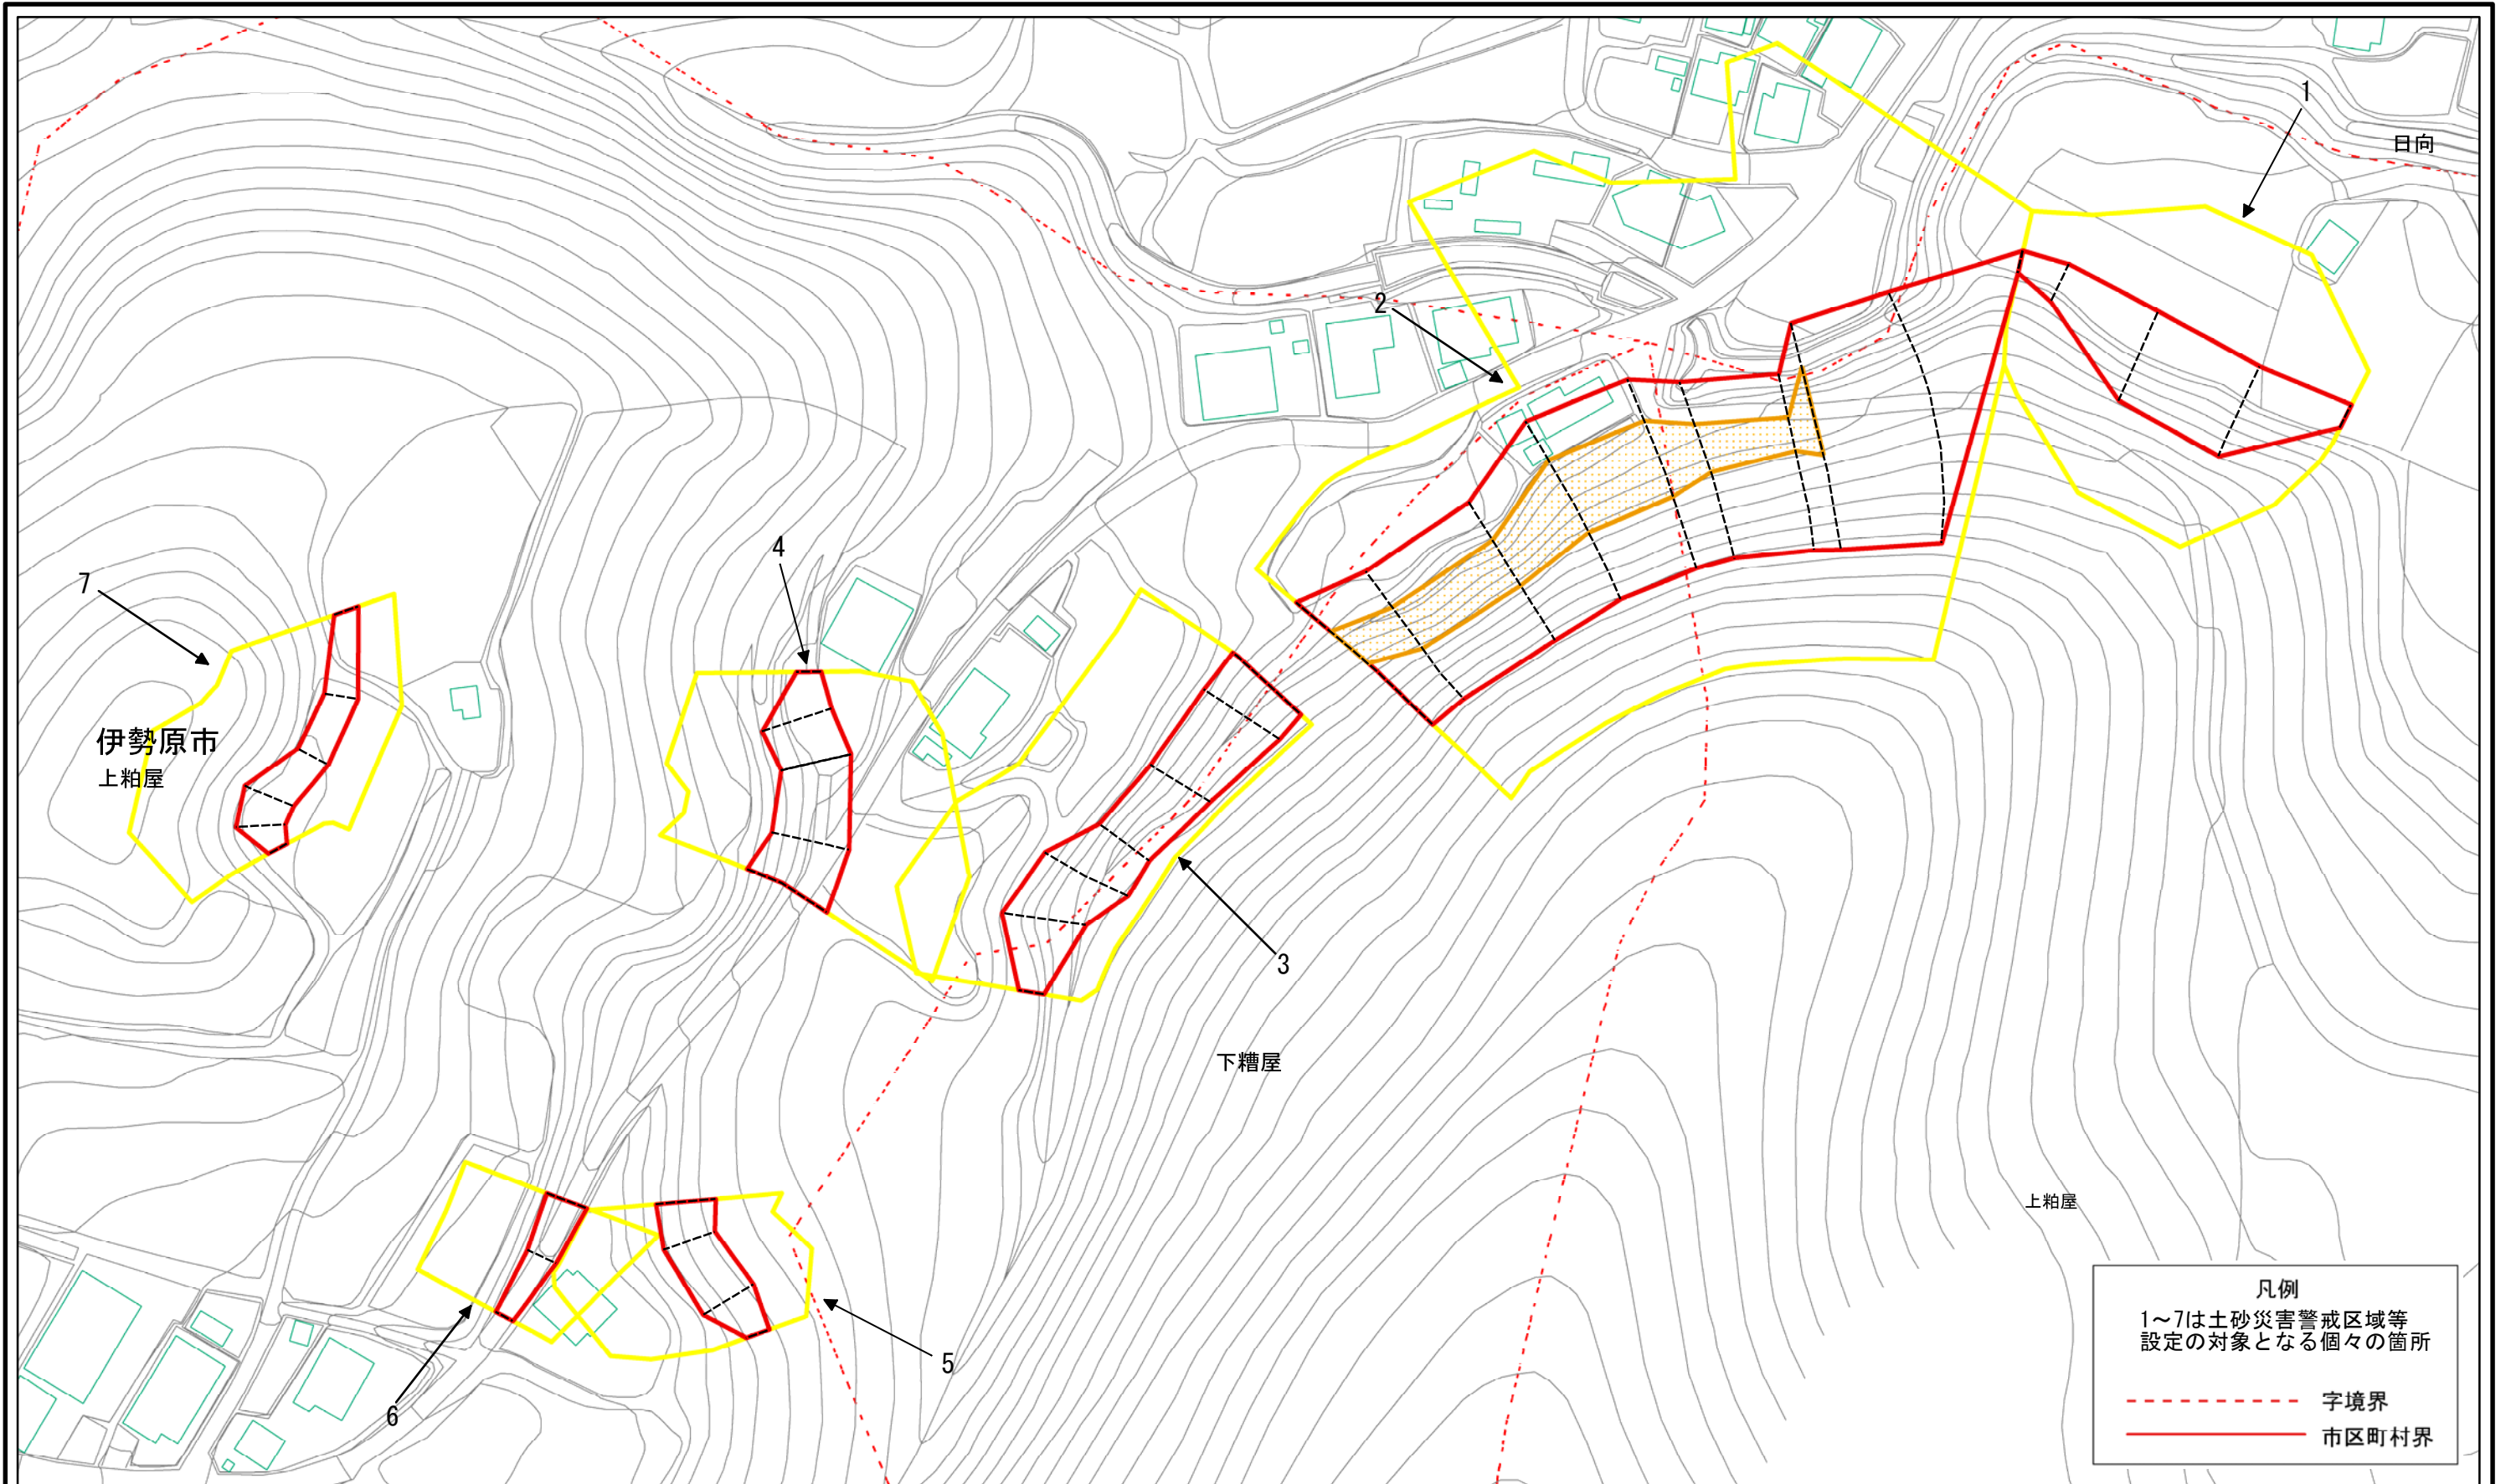 1
日向
2
4
7
伊勢原市
上粕屋
3
下糟屋
上粕屋
5
6
凡例
1～7は土砂災害警戒区域等
設定の対象となる個々の箇所
字境界
市区町村界